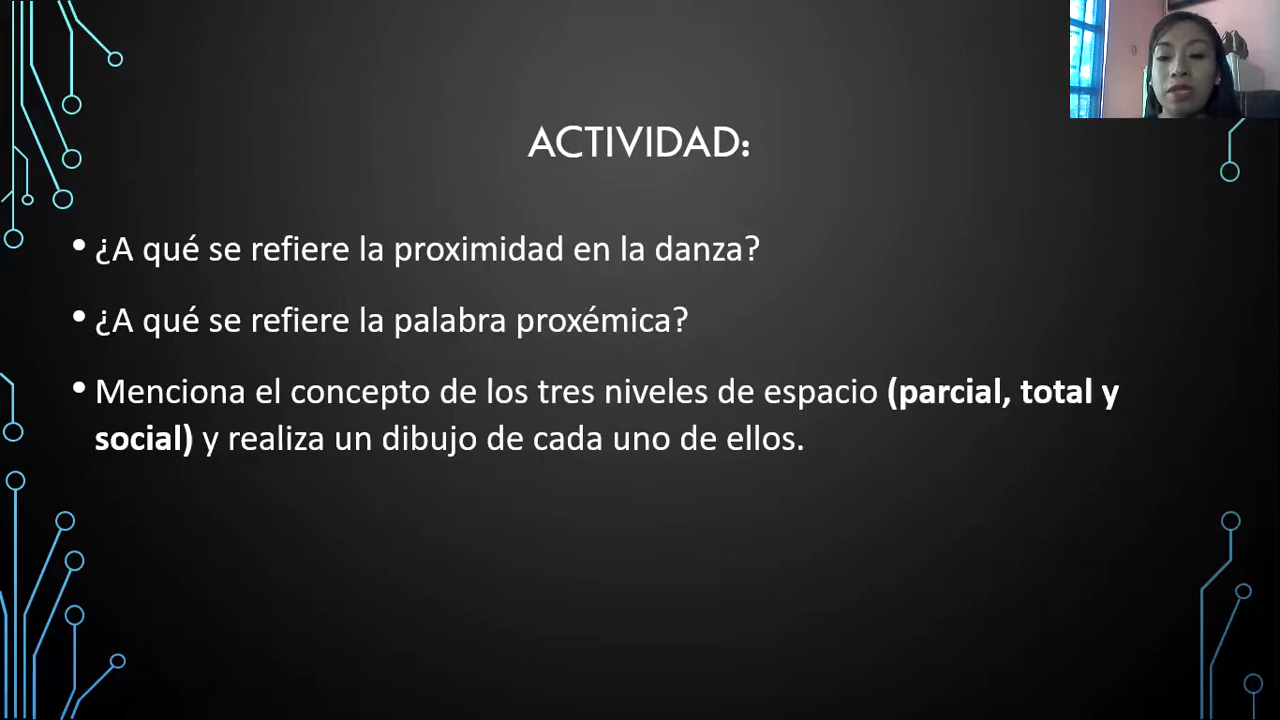 ACTIVIDAD:
• ¿A qué se refiere la proximidad en la danza?
• ¿A qué se refiere la palabra proxémica?
• Menciona el concepto de los tres niveles de espacio (parcial, total y
social) y realiza un dibujo de cada uno de ellos.